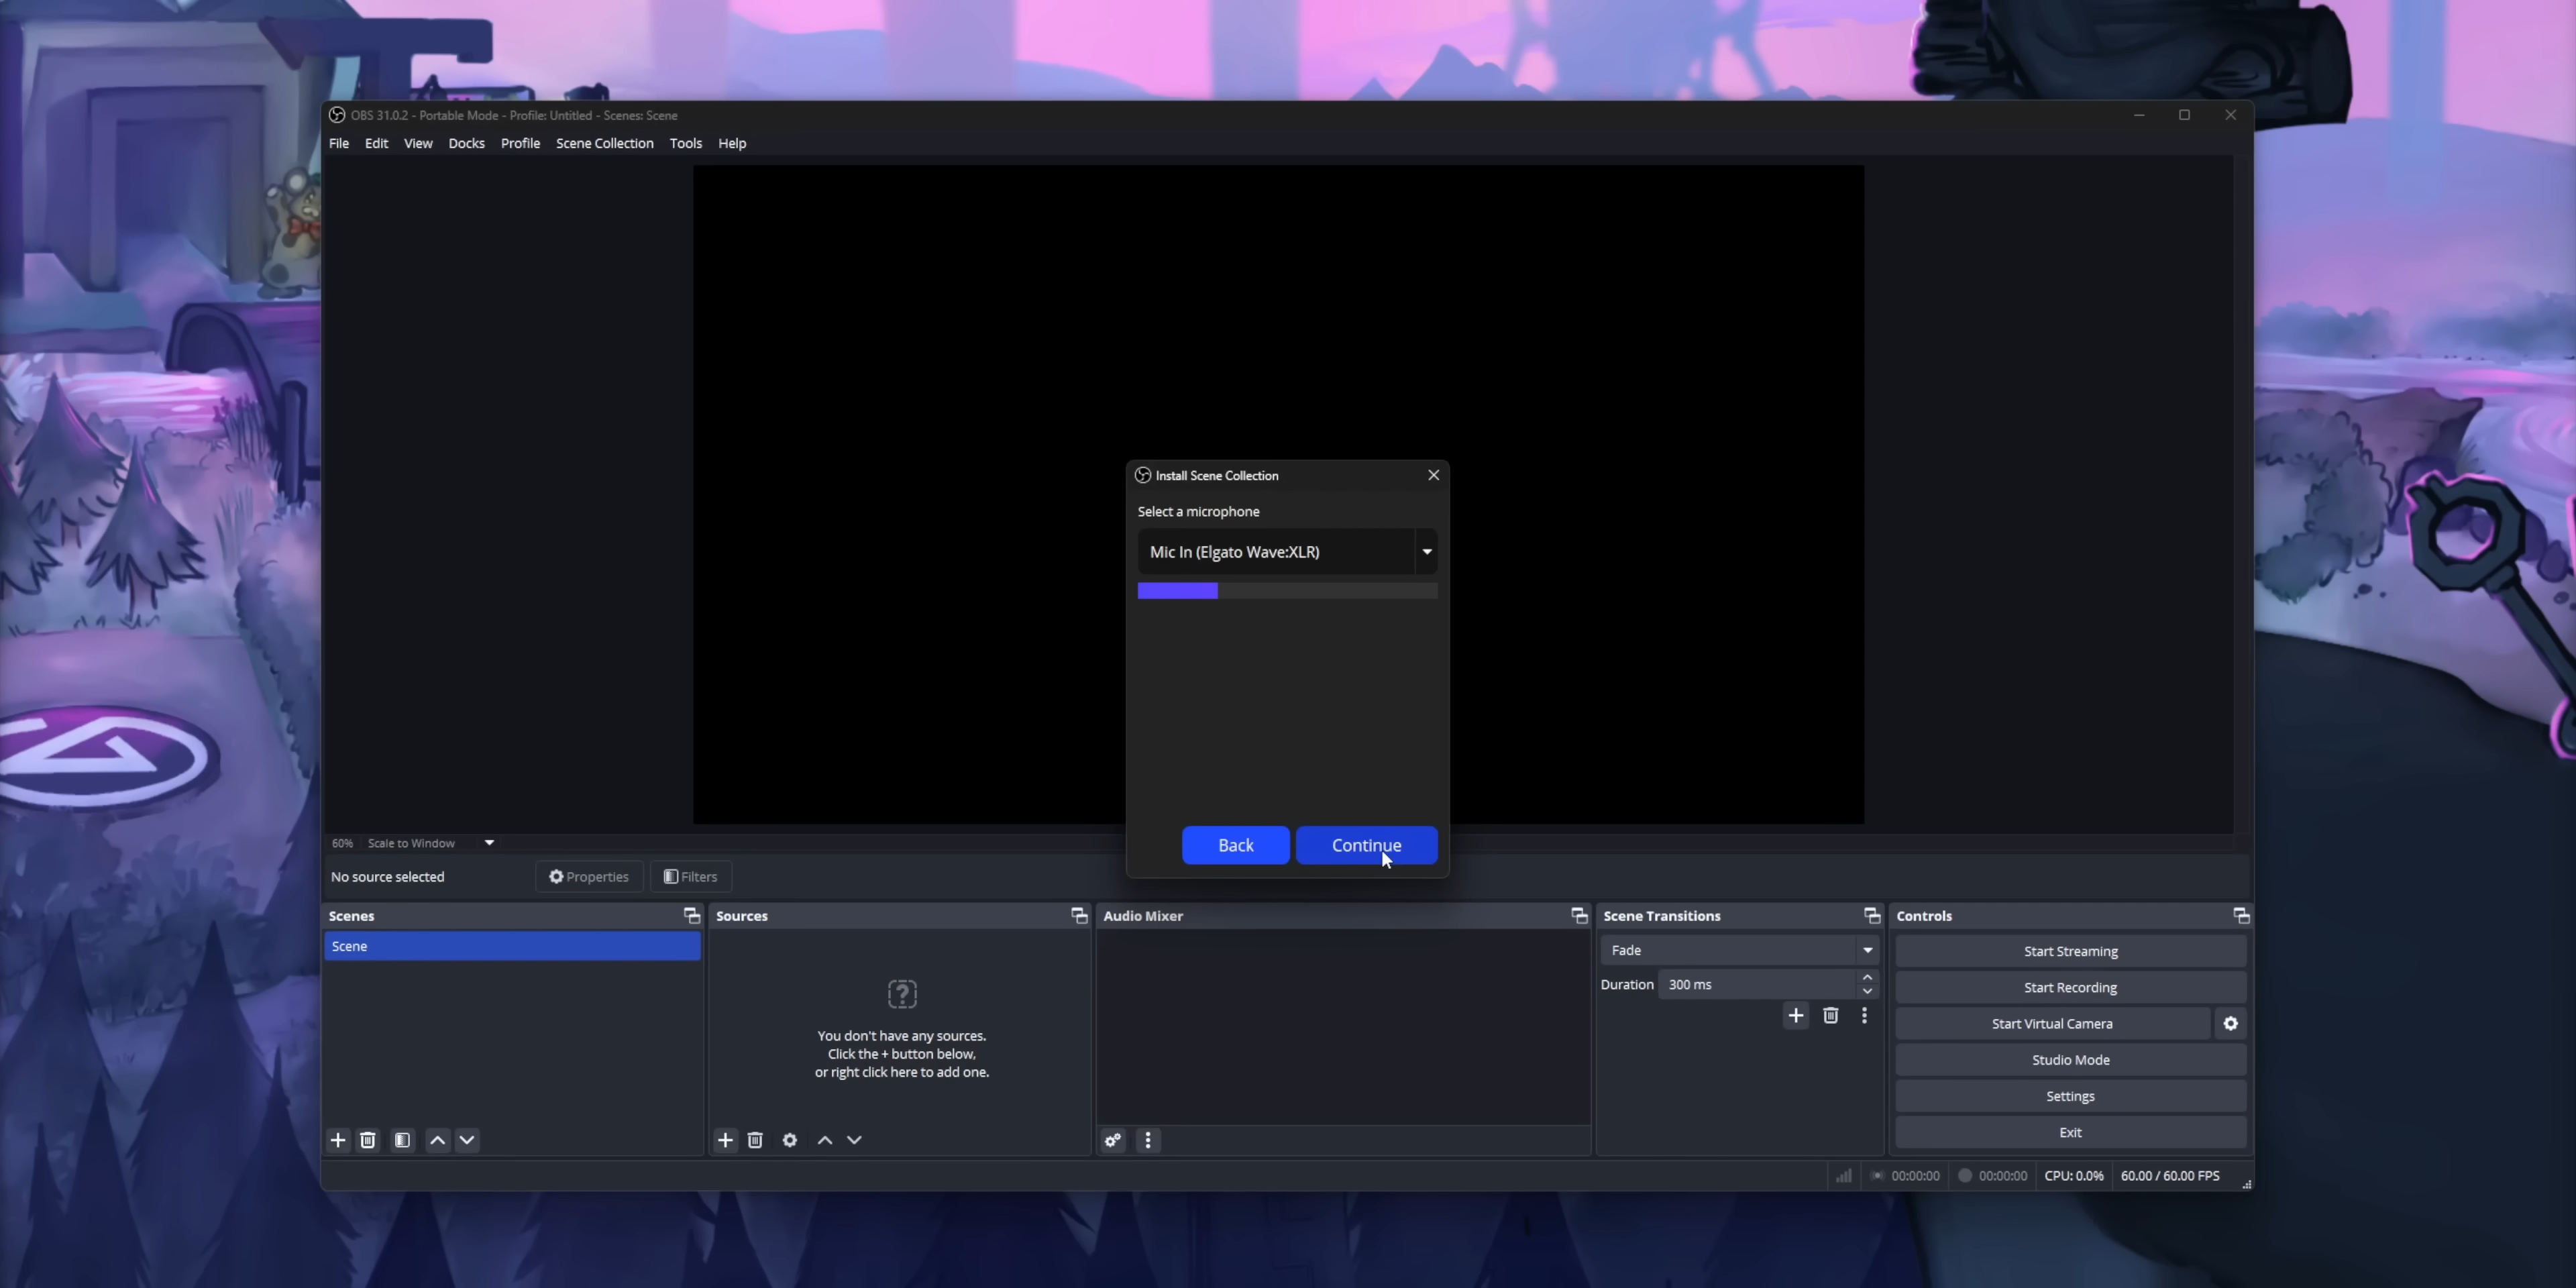 OBS 31.0.2 - Portable Mode - Profile: Untitled - Scenes: Scene
File Edit View Docks Profile Scene Collection Tools Help
Install Scene Collection
Select a microphone
Mic In (Elgato Wave:XLR)
Back Continue
60% Scale to Window
No source selected Properties Filters
Scenes
Scene
Sources
You don't have any sources.
Click the + button below,
or right click here to add one.
Audio Mixer
Scene Transitions
Fade
Duration 300 ms
Controls
Start Streaming
Start Recording
Start Virtual Camera
Studio Mode
Settings
Exit
00:00:00 00:00:00 CPU: 0.0% 60.00 / 60.00 FPS